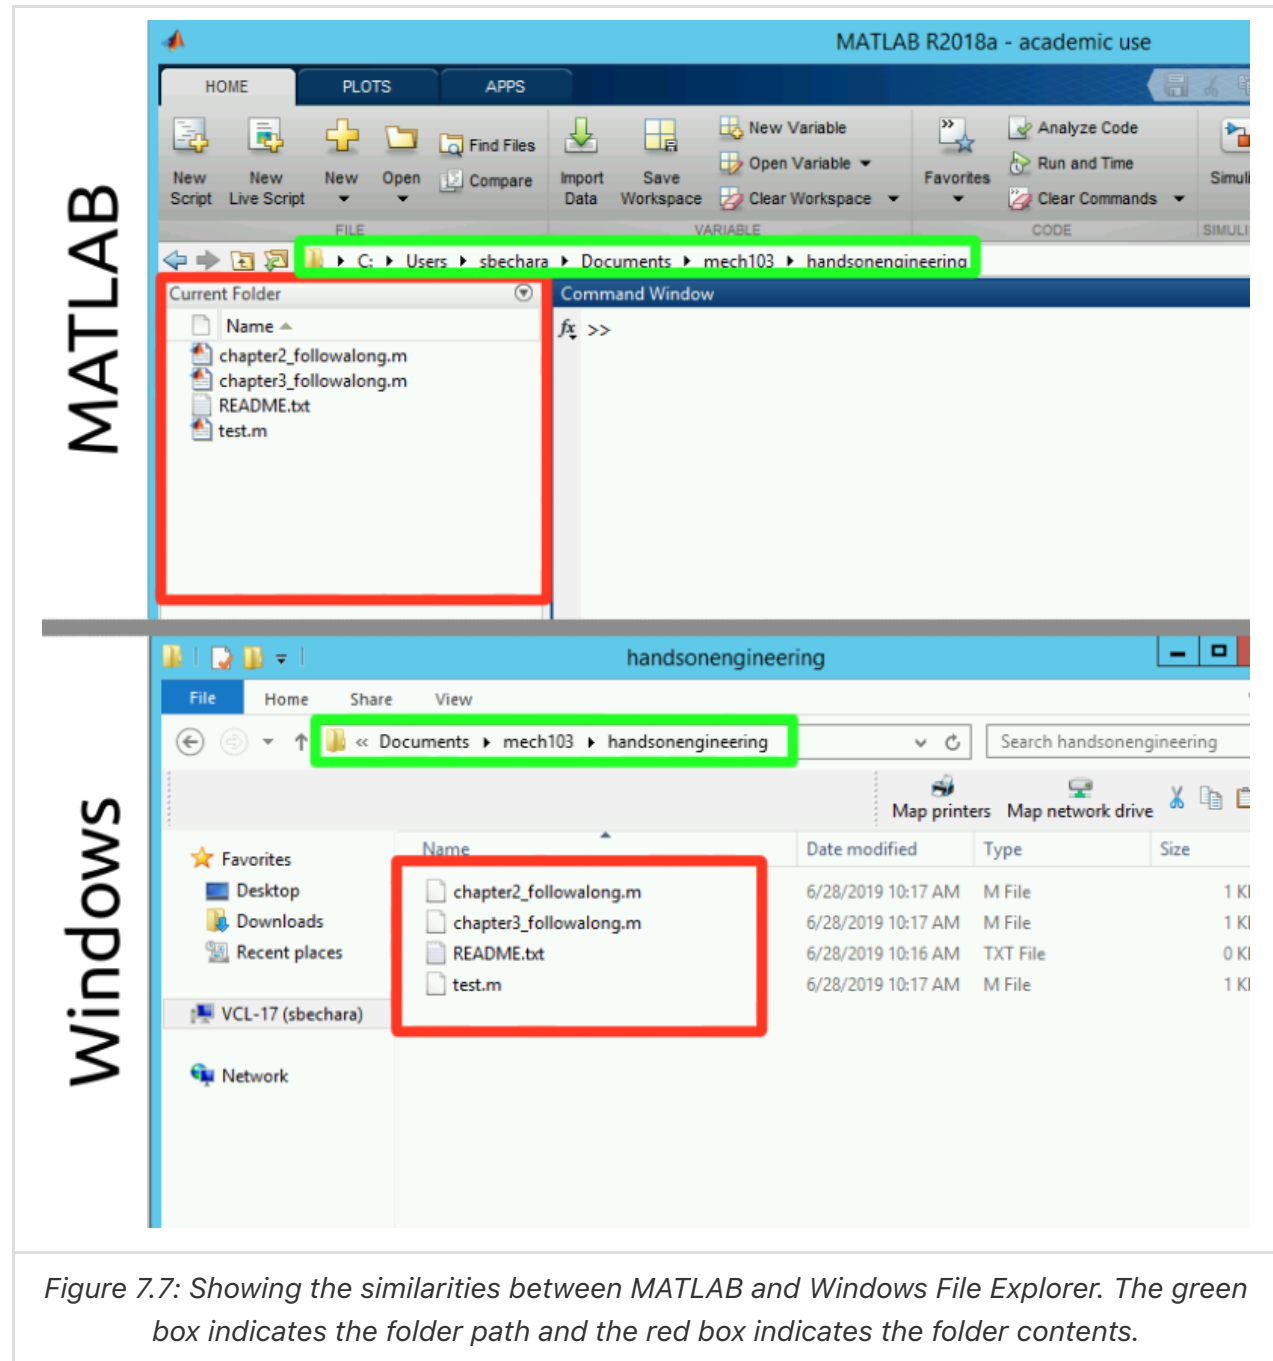 MATLAB
MATLAB R2018a - academic use
HOME PLOTS APPS
New Script
New Live Script
New
Open
Find Files
Compare
Import Data
Save Workspace
New Variable
Open Variable
Clear Workspace
Favorites
Analyze Code
Run and Time
Clear Commands
FILE VARIABLE CODE
C: Users sbechara Documents mech103 handsonengineering
Current Folder
Command Window
Name
fx >>
chapter2_followalong.m
chapter3_followalong.m
README.txt
test.m
Windows
handsonengineering
File Home Share View
« Documents mech103 handsonengineering
Search handsonengineering
Map printers Map network drive
Favorites
Desktop
Downloads
Recent places
VCL-17 (sbechara)
Network
Name Date modified Type Size
chapter2_followalong.m 6/28/2019 10:17 AM M File 1
chapter3_followalong.m 6/28/2019 10:17 AM M File 1
README.txt 6/28/2019 10:16 AM TXT File 0
test.m 6/28/2019 10:17 AM M File 1
Figure 7.7: Showing the similarities between MATLAB and Windows File Explorer. The green
box indicates the folder path and the red box indicates the folder contents.